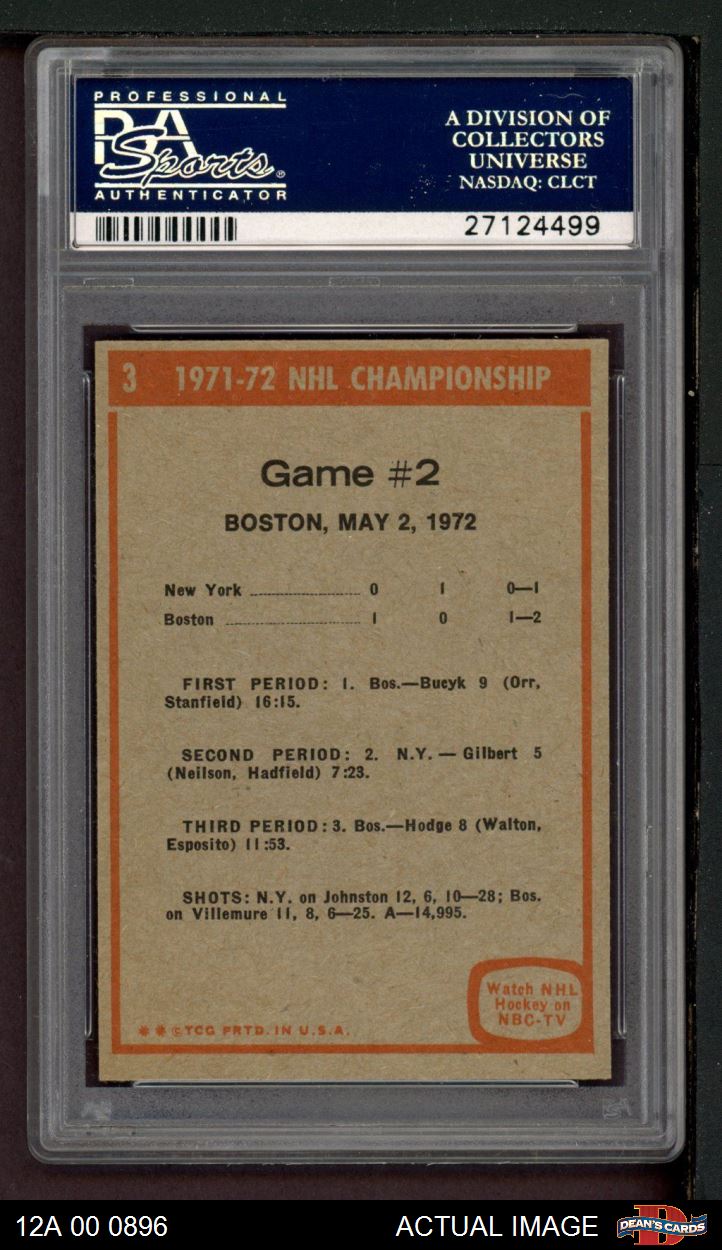 PROFESSIONAL
PSA
Sports®
AUTHENTICATOR
A DIVISION OF
COLLECTORS
UNIVERSE
NASDAQ: CLCT
27124499
3 1971-72 NHL CHAMPIONSHIP
Game #2
BOSTON, MAY 2, 1972
New York ........................ 0 1 0—1
Boston ............................. 1 0 1—2
FIRST PERIOD: 1. Bos.—Bucyk 9 (Orr,
Stanfield) 16:15.
SECOND PERIOD: 2. N.Y. — Gilbert 5
(Neilson, Hadfield) 7:23.
THIRD PERIOD: 3. Bos.—Hodge 8 (Walton,
Esposito) 11:53.
SHOTS: N.Y. on Johnston 12, 6, 10—28; Bos.
on Villemure 11, 8, 6—25. A—14,995.
Watch NHL
Hockey on
NBC-TV
* * ©TCG PRTD. IN U.S.A.
12A 00 0896 ACTUAL IMAGE D DEAN'S CARDS